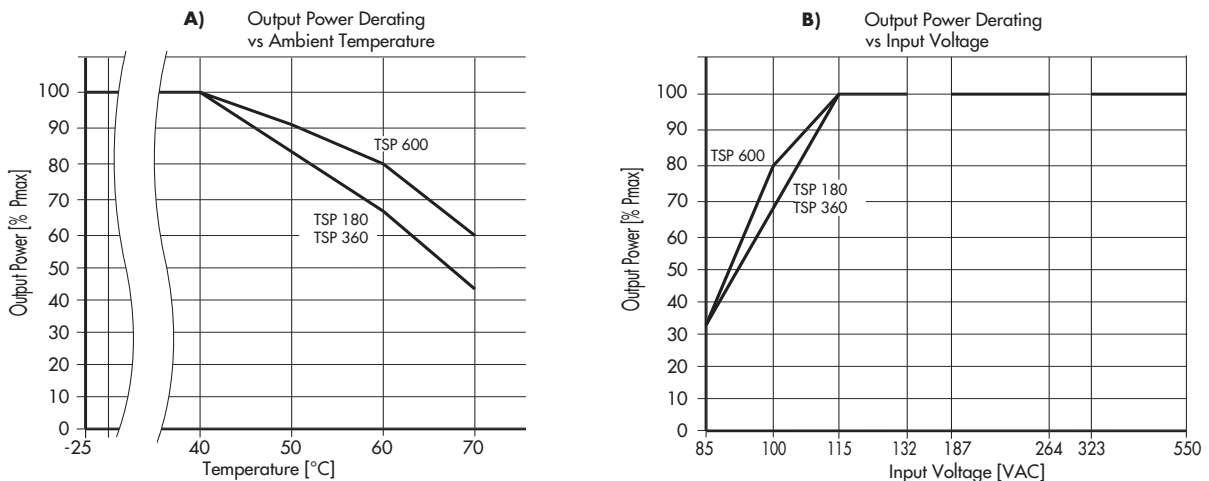 A) Output Power Derating
vs Ambient Temperature
Output Power [% Pmax]
100
90
80
70
60
50
40
30
20
10
0
TSP 600
TSP 180
TSP 360
-25 40 50 60 70
Temperature [°C]
B) Output Power Derating
vs Input Voltage
Output Power [% Pmax]
100
90
80
70
60
50
40
30
20
10
0
TSP 600
TSP 180
TSP 360
85 100 115 132 187 264 323 550
Input Voltage [VAC]